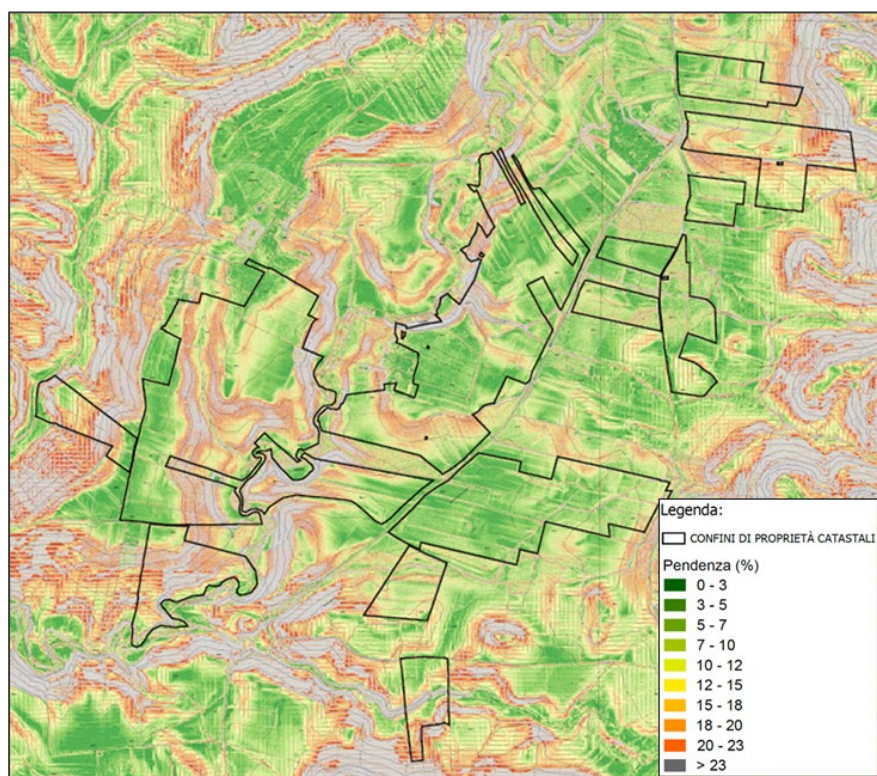 Legenda:
CONFINI DI PROPRIETÀ CATASTALI
Pendenza (%)
0 - 3
3 - 5
5 - 7
7 - 10
10 - 12
12 - 15
15 - 18
18 - 20
20 - 23
> 23